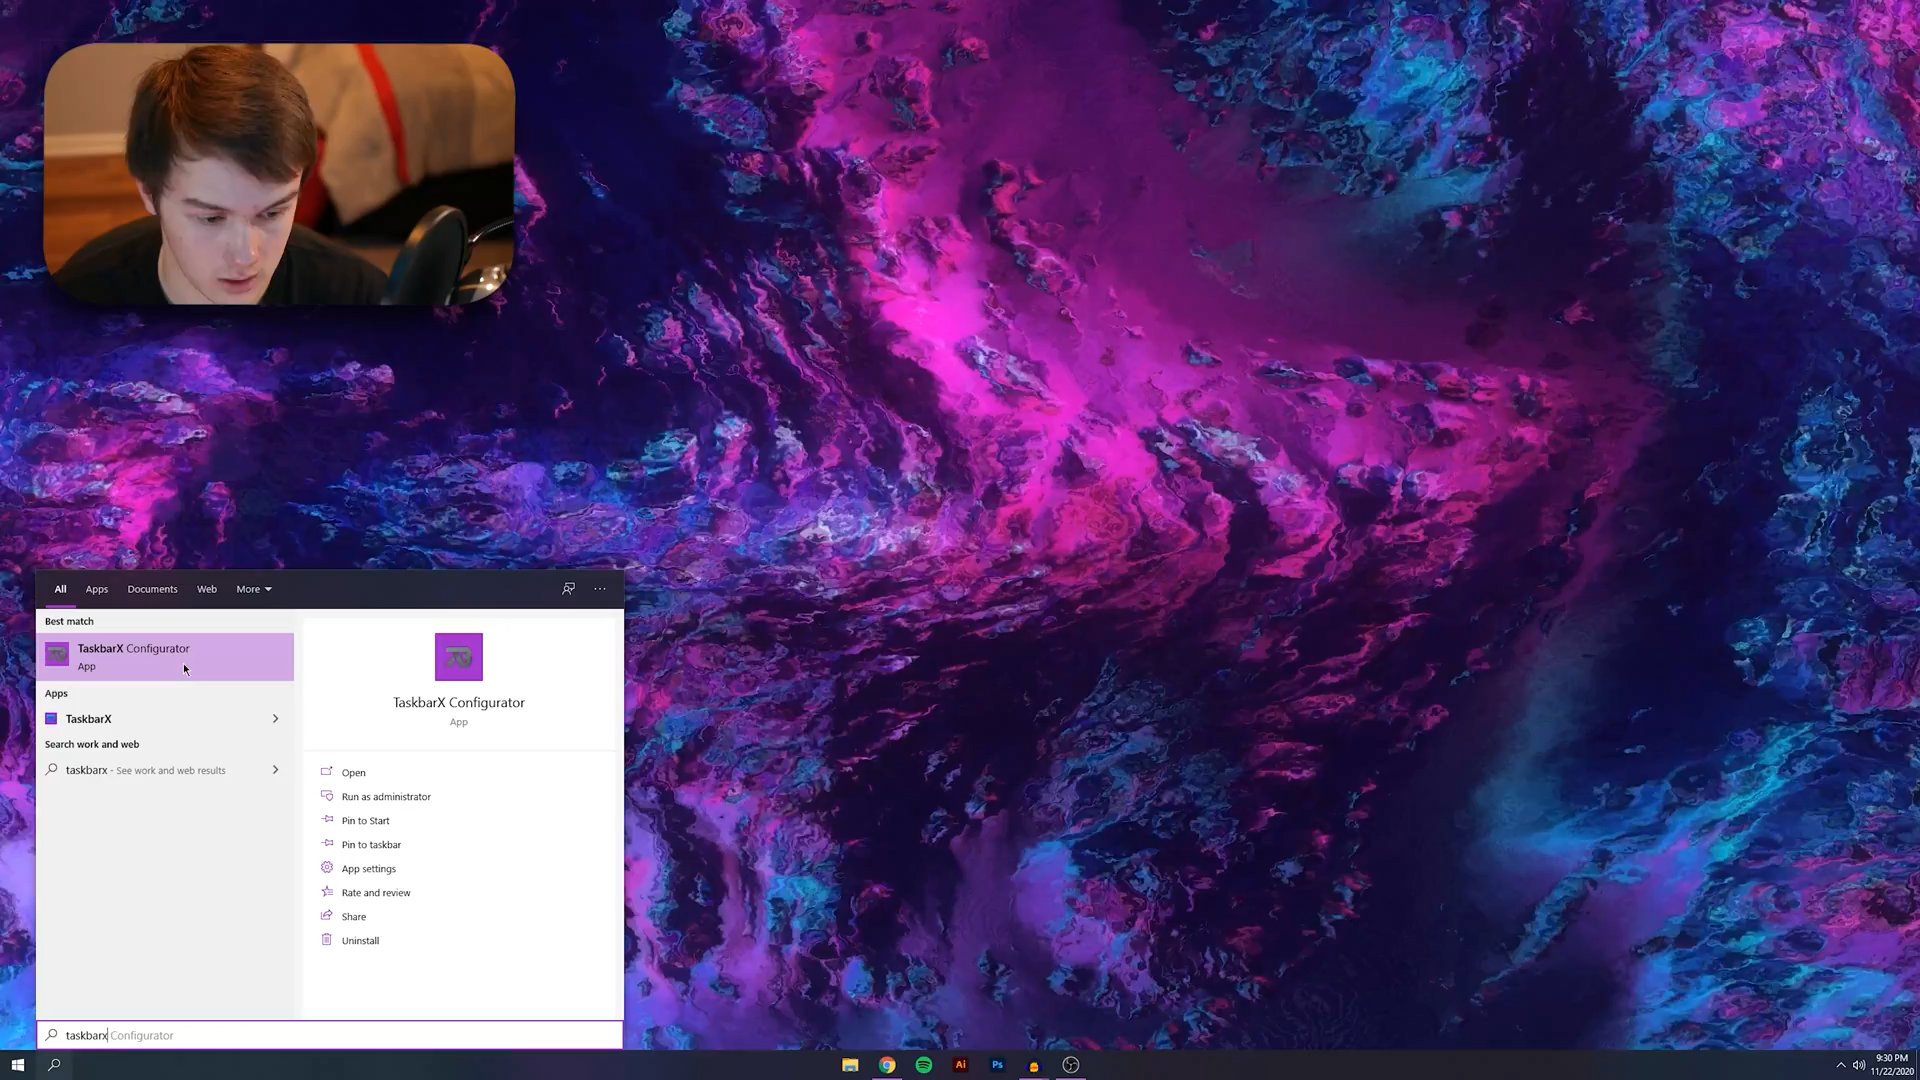 All Apps Documents Web More ...
Best match
TaskbarX Configurator
App
Apps
TaskbarX
Search work and web
taskbarx - See work and web results
TaskbarX Configurator
App
Open
Run as administrator
Pin to Start
Pin to taskbar
App settings
Rate and review
Share
Uninstall
taskbarx Configurator
Ai
Ps
9:30 PM
11/22/2020